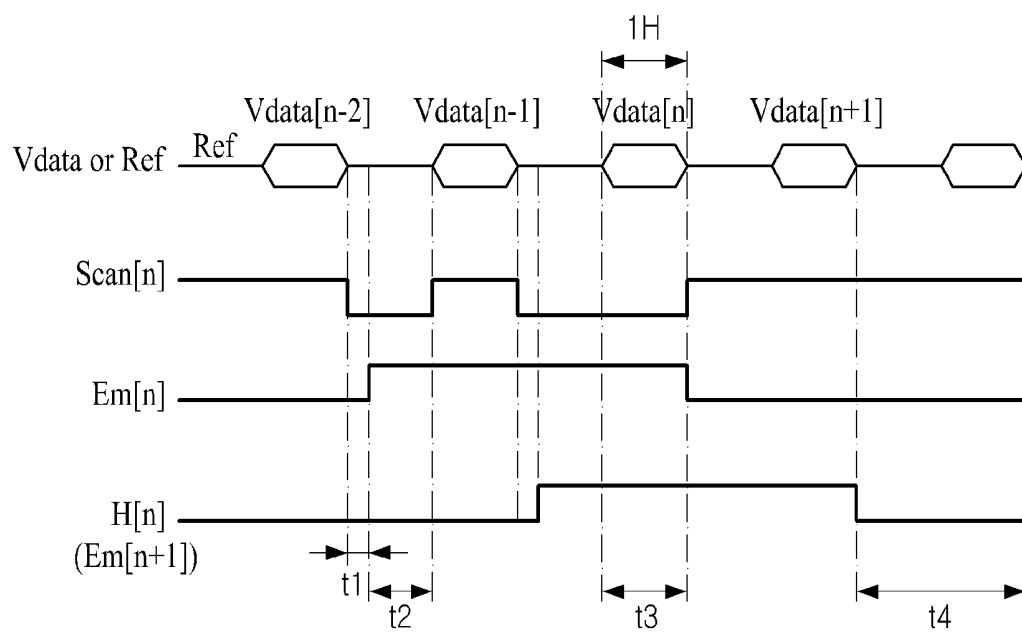 1H
Vdata[n-2] Vdata[n-1] Vdata[n] Vdata[n+1]
Vdata or Ref Ref
Scan[n]
Em[n]
H[n]
(Em[n+1])
t1
t2 t3 t4